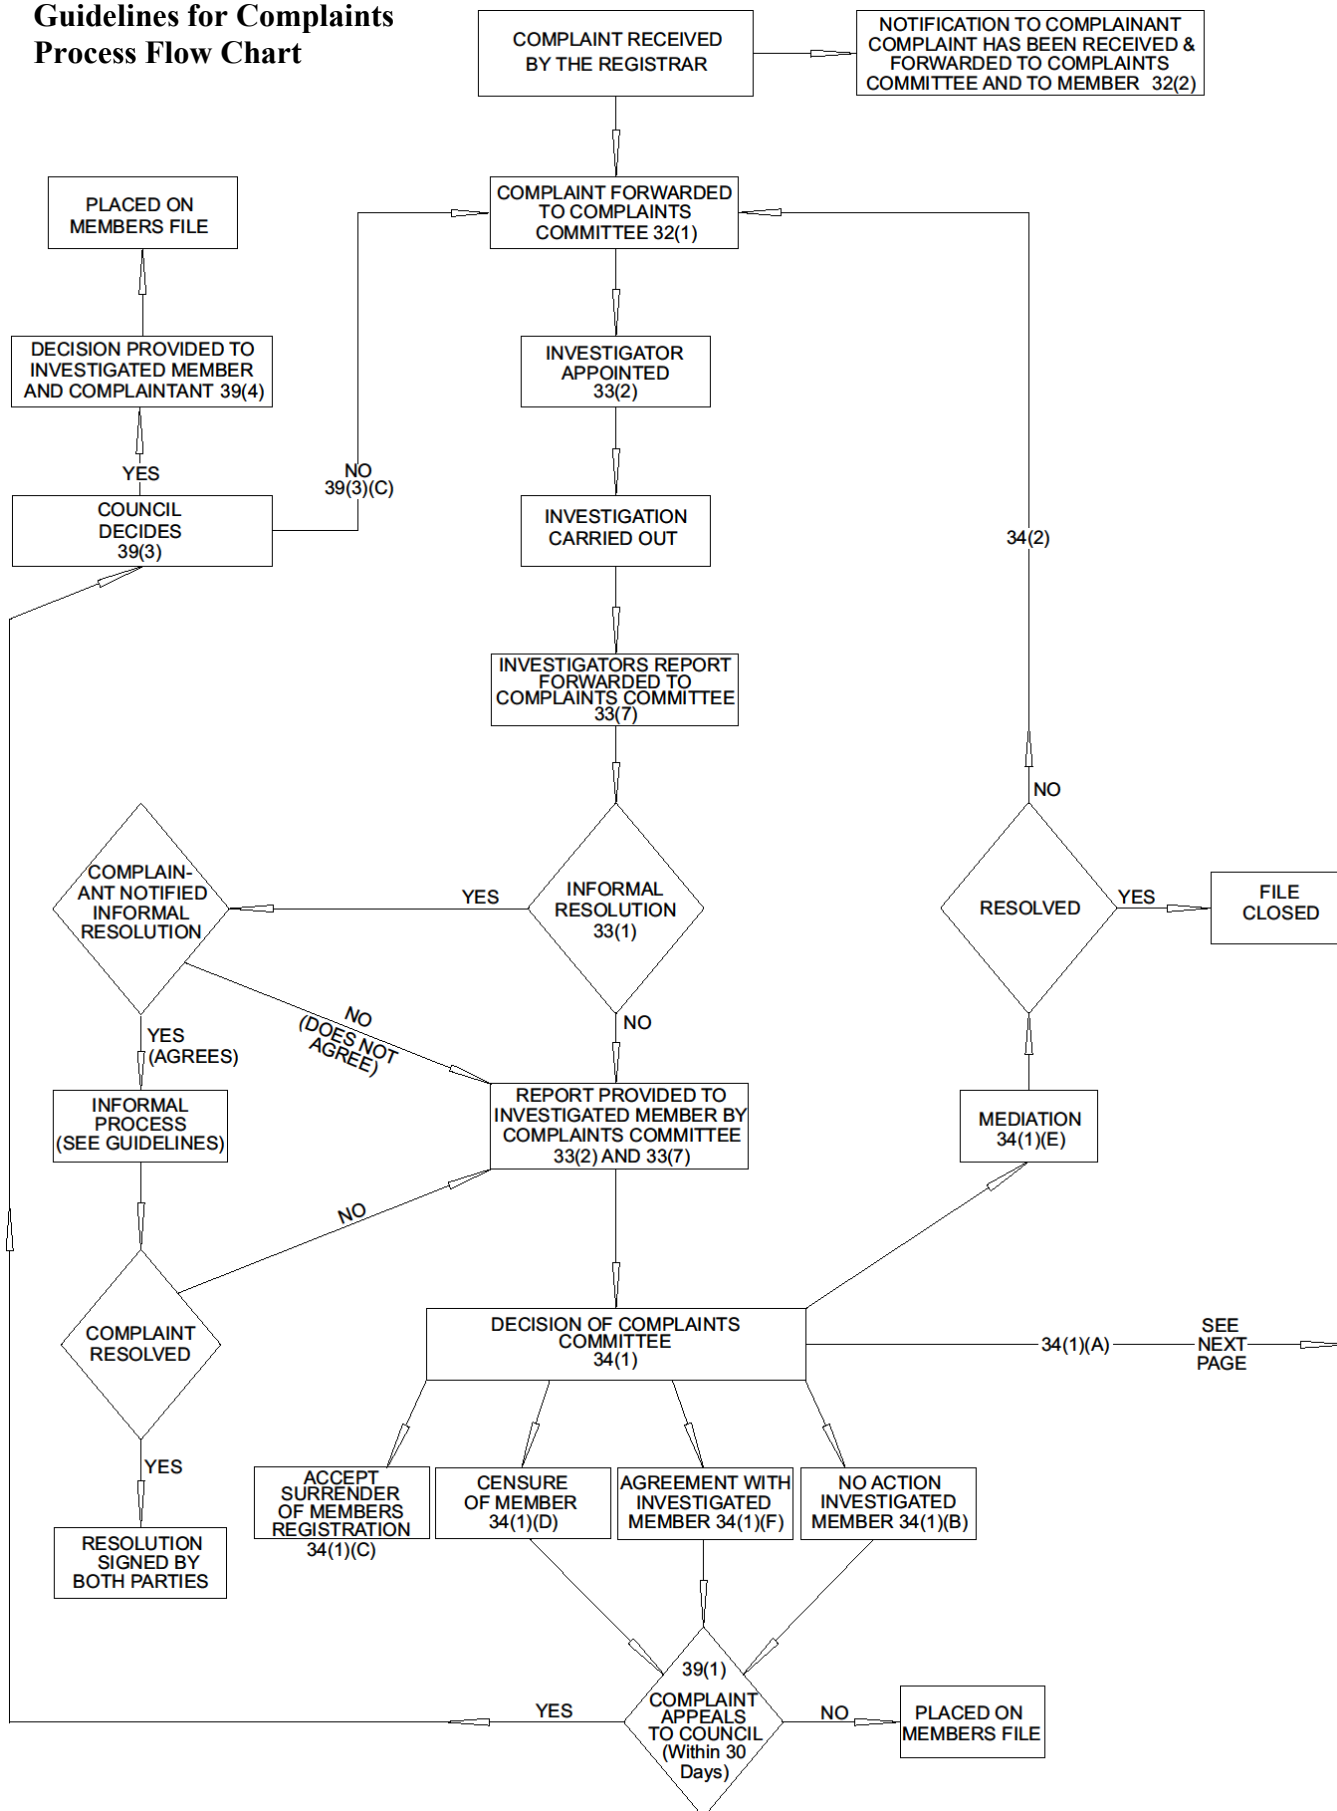 Guidelines for Complaints
Process Flow Chart
COMPLAINT RECEIVED
BY THE REGISTRAR
NOTIFICATION TO COMPLAINANT
COMPLAINT HAS BEEN RECEIVED &
FORWARDED TO COMPLAINTS
COMMITTEE AND TO MEMBER 32(2)
PLACED ON
MEMBERS FILE
COMPLAINT FORWARDED
TO COMPLAINTS
COMMITTEE 32(1)
DECISION PROVIDED TO
INVESTIGATED MEMBER
AND COMPLAINTANT 39(4)
INVESTIGATOR
APPOINTED
33(2)
YES
NO
39(3)(C)
COUNCIL
DECIDES
39(3)
INVESTIGATION
CARRIED OUT
34(2)
INVESTIGATORS REPORT
FORWARDED TO
COMPLAINTS COMMITTEE
33(7)
NO
COMPLAIN-
ANT NOTIFIED
INFORMAL
RESOLUTION
YES
INFORMAL
RESOLUTION
33(1)
RESOLVED
YES
FILE
CLOSED
NO
(DOES NOT
AGREE)
NO
YES
(AGREES)
INFORMAL
PROCESS
(SEE GUIDELINES)
REPORT PROVIDED TO
INVESTIGATED MEMBER BY
COMPLAINTS COMMITTEE
33(2) AND 33(7)
MEDIATION
34(1)(E)
NO
COMPLAINT
RESOLVED
DECISION OF COMPLAINTS
COMMITTEE
34(1)
34(1)(A)
SEE
NEXT
PAGE
YES
ACCEPT
SURRENDER
OF MEMBERS
REGISTRATION
34(1)(C)
CENSURE
OF MEMBER
34(1)(D)
AGREEMENT WITH
INVESTIGATED
MEMBER 34(1)(F)
NO ACTION
INVESTIGATED
MEMBER 34(1)(B)
RESOLUTION
SIGNED BY
BOTH PARTIES
39(1)
COMPLAINT
APPEALS
TO COUNCIL
(Within 30
Days)
YES
NO
PLACED ON
MEMBERS FILE